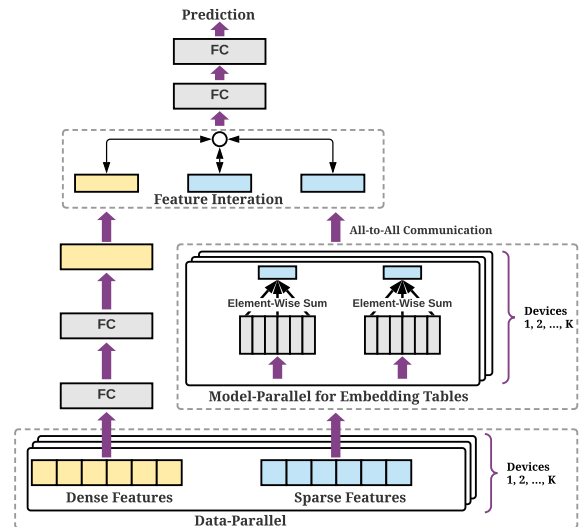 Prediction
FC
FC
Feature Interation
All-to-All Communication
FC
FC
Element-Wise Sum
Element-Wise Sum
Devices
1, 2, ..., K
Model-Parallel for Embedding Tables
Dense Features
Sparse Features
Devices
1, 2, ..., K
Data-Parallel